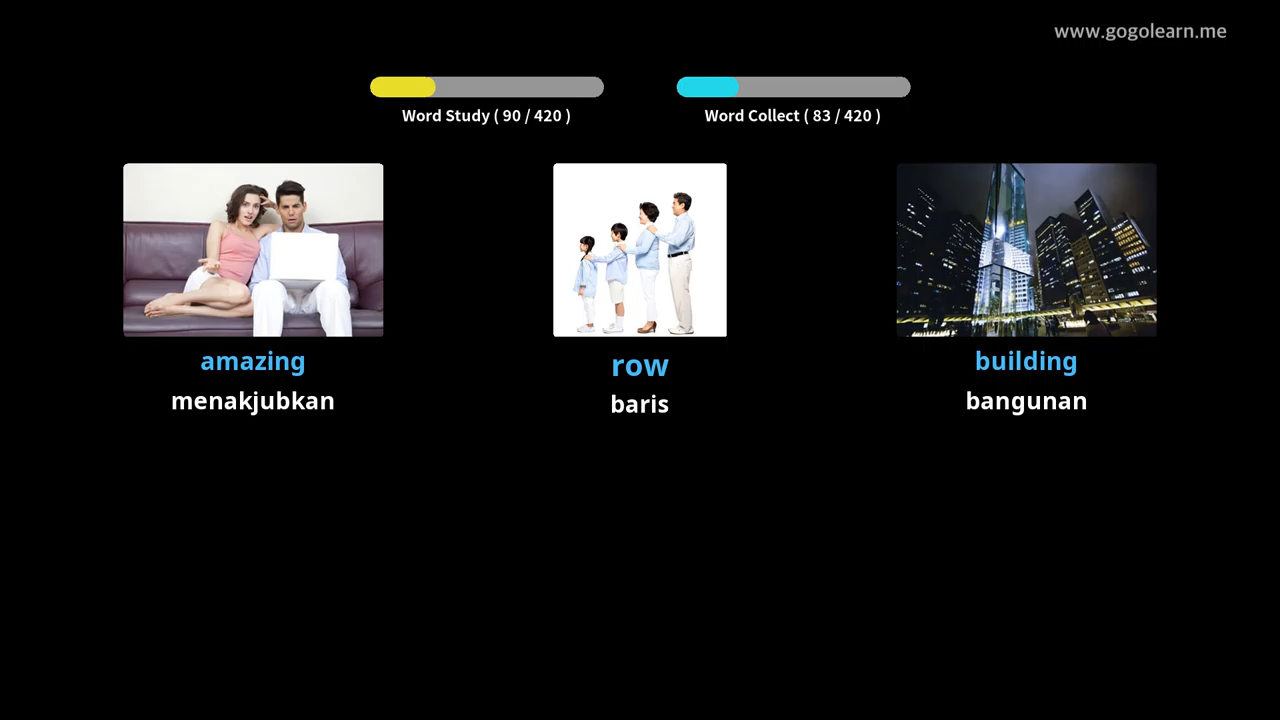 www.gogolearn.me
Word Study ( 90 / 420 )
Word Collect ( 83 / 420 )
amazing
menakjubkan
row
baris
building
bangunan